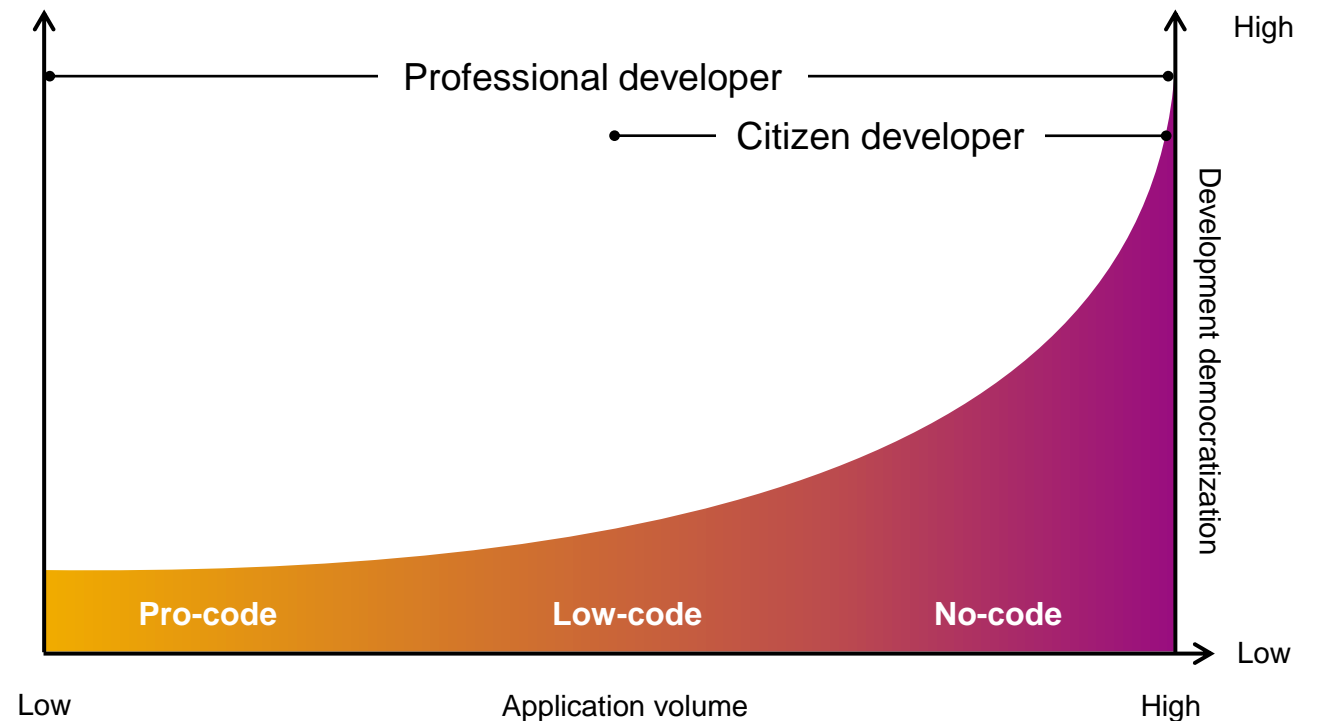 High
Professional developer
Citizen developer
Development democratization
Pro-code
Low-code
No-code
Low
Low
Application volume
High